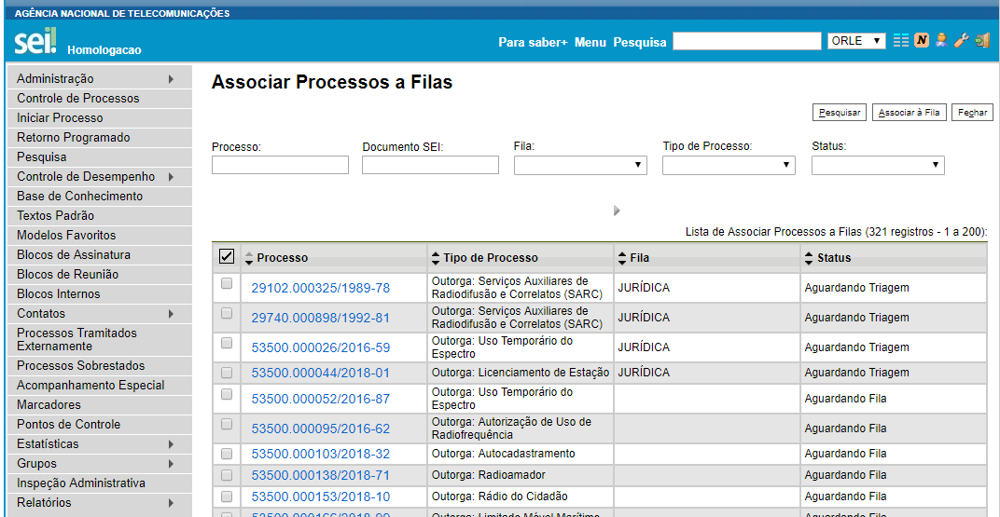 AGÊNCIA NACIONAL DE TELECOMUNICAÇÕES
sei! Homologacao
Para saber+ Menu Pesquisa ORLE
Administração
Controle de Processos
Iniciar Processo
Retorno Programado
Pesquisa
Controle de Desempenho
Base de Conhecimento
Textos Padrão
Modelos Favoritos
Blocos de Assinatura
Blocos de Reunião
Blocos Internos
Contatos
Processos Tramitados
Externamente
Processos Sobrestados
Acompanhamento Especial
Marcadores
Pontos de Controle
Estatísticas
Grupos
Inspeção Administrativa
Relatórios
Associar Processos a Filas
Pesquisar Associar à Fila Fechar
Processo: Documento SEI: Fila: Tipo de Processo: Status:
Lista de Associar Processos a Filas (321 registros - 1 a 200):
Processo Tipo de Processo Fila Status
29102.000325/1989-78 Outorga: Serviços Auxiliares de
Radiodifusão e Correlatos (SARC) JURÍDICA Aguardando Triagem
29740.000898/1992-81 Outorga: Serviços Auxiliares de
Radiodifusão e Correlatos (SARC) JURÍDICA Aguardando Triagem
53500.000026/2016-59 Outorga: Uso Temporário do
Espectro JURÍDICA Aguardando Triagem
53500.000044/2018-01 Outorga: Licenciamento de Estação JURÍDICA Aguardando Triagem
53500.000052/2016-87 Outorga: Uso Temporário do
Espectro Aguardando Fila
53500.000095/2016-62 Outorga: Autorização de Uso de
Radiofrequência Aguardando Fila
53500.000103/2018-32 Outorga: Autocadastramento Aguardando Fila
53500.000138/2018-71 Outorga: Radioamador Aguardando Fila
53500.000153/2018-10 Outorga: Rádio do Cidadão Aguardando Fila
Outorga: Limitado Móvel Marítimo Aguardando Fila